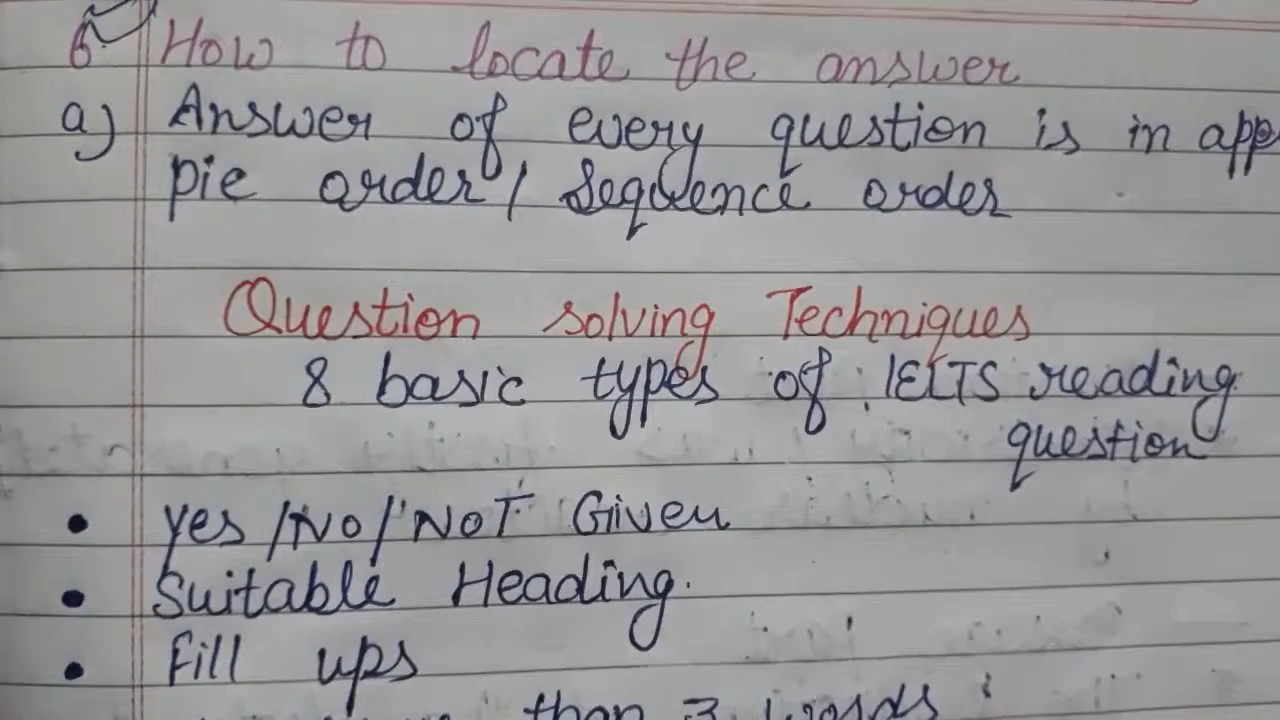 6 How to locate the answer
a) Answer of every question is in app
pie order / Sequence order
Question solving Techniques
8 basic types of IELTS reading
question
• Yes / No / NOT Given
• Suitable Heading.
• Fill ups
than 3 words